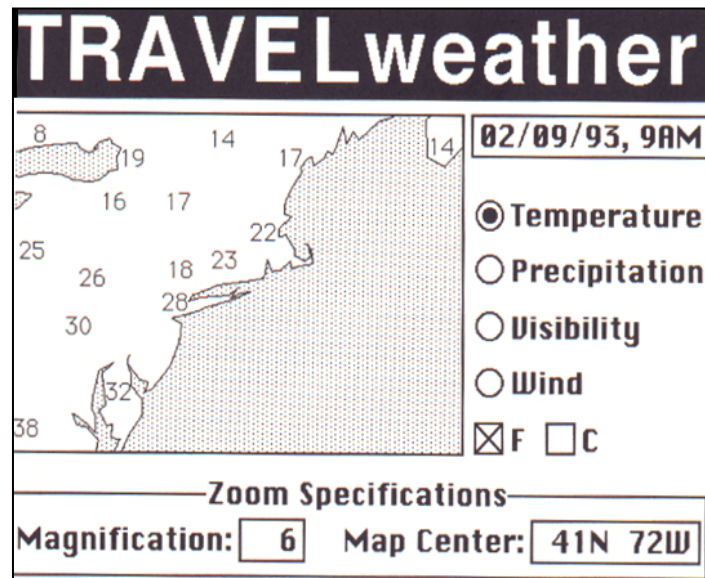 TRAVELweather
02/09/93, 9AM
8
14
19
17
14
16
17
22
25
26
18
23
28
30
32
38
Temperature
Precipitation
Visibility
Wind
F C
Zoom Specifications
Magnification: 6 Map Center: 41N 72W